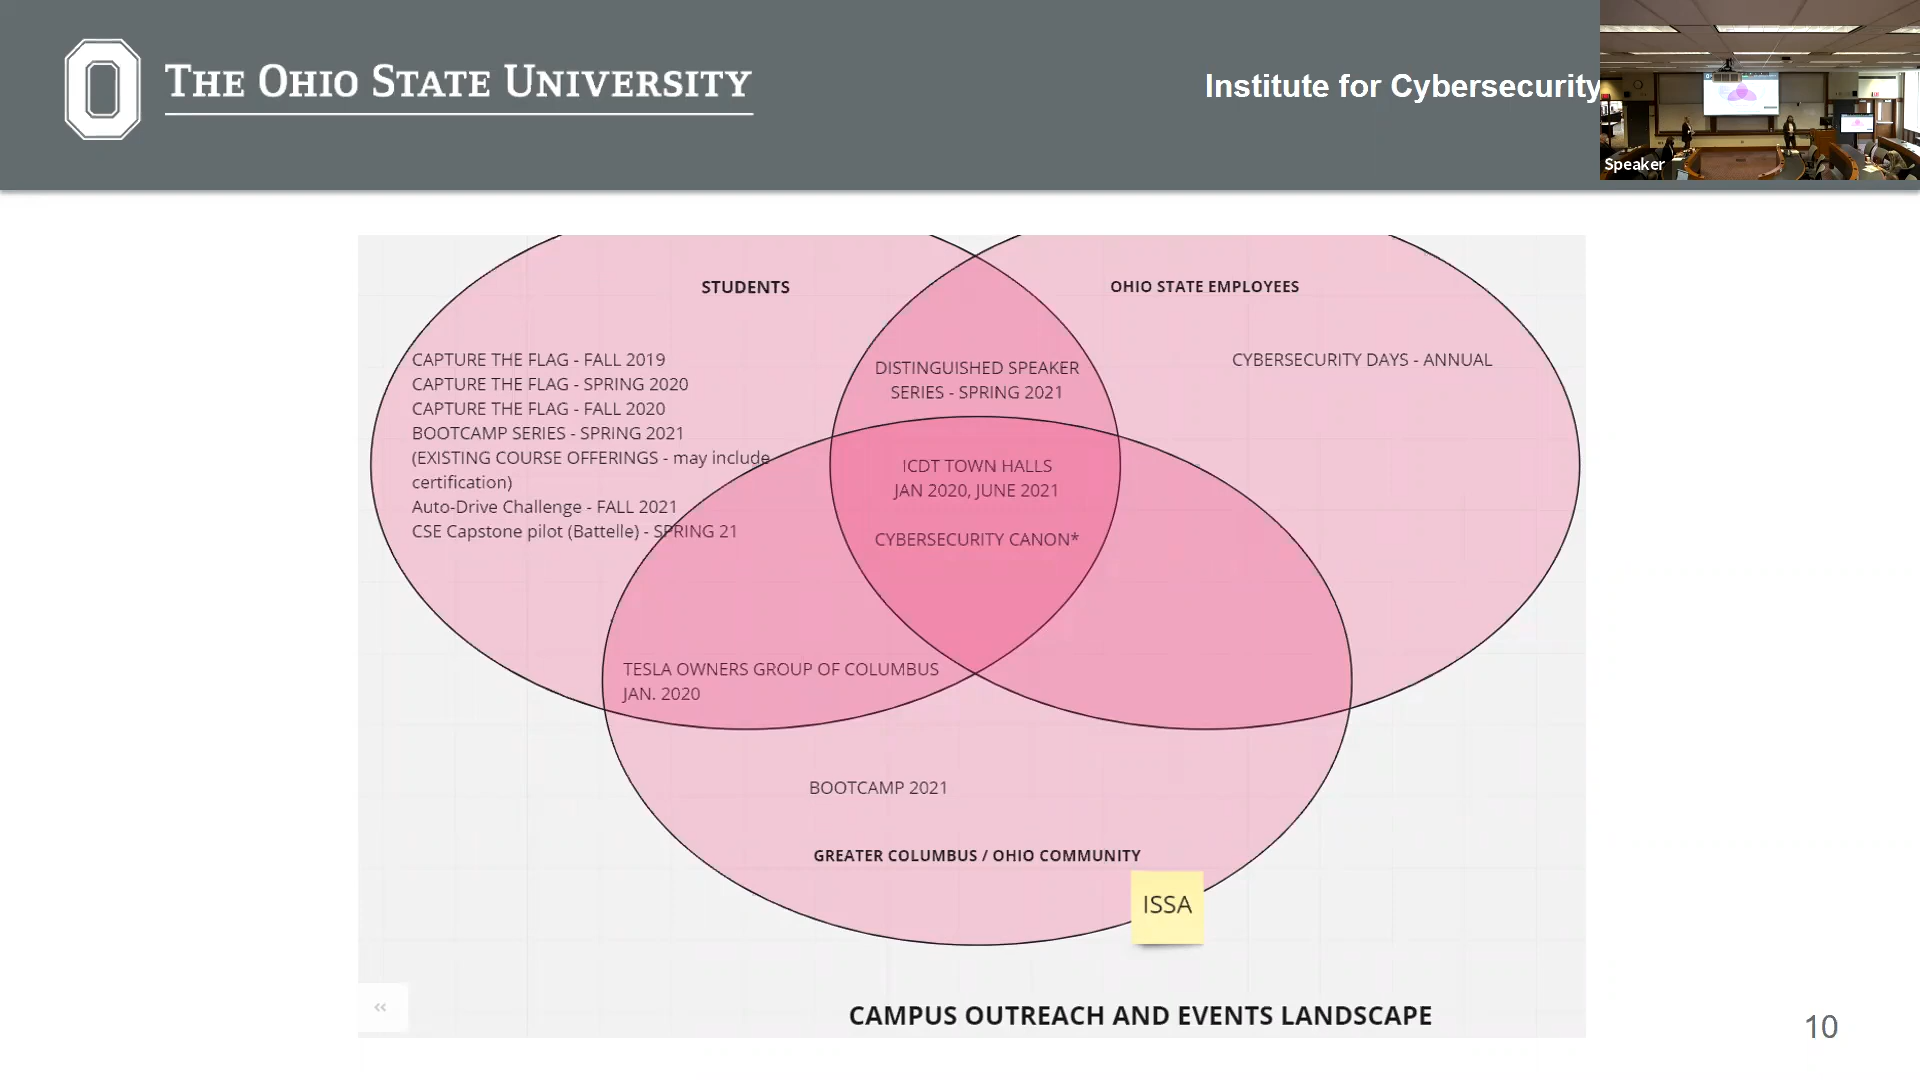 THE OHIO STATE UNIVERSITY
Institute for Cybersecurity
Speaker
STUDENTS
OHIO STATE EMPLOYEES
CAPTURE THE FLAG - FALL 2019
CAPTURE THE FLAG - SPRING 2020
CAPTURE THE FLAG - FALL 2020
BOOTCAMP SERIES - SPRING 2021
(EXISTING COURSE OFFERINGS - may include
certification)
Auto-Drive Challenge - FALL 2021
CSE Capstone pilot (Battelle) - SPRING 21
DISTINGUISHED SPEAKER
SERIES - SPRING 2021
CYBERSECURITY DAYS - ANNUAL
ICDT TOWN HALLS
JAN 2020, JUNE 2021
CYBERSECURITY CANON*
TESLA OWNERS GROUP OF COLUMBUS
JAN. 2020
BOOTCAMP 2021
GREATER COLUMBUS / OHIO COMMUNITY
ISSA
CAMPUS OUTREACH AND EVENTS LANDSCAPE
10